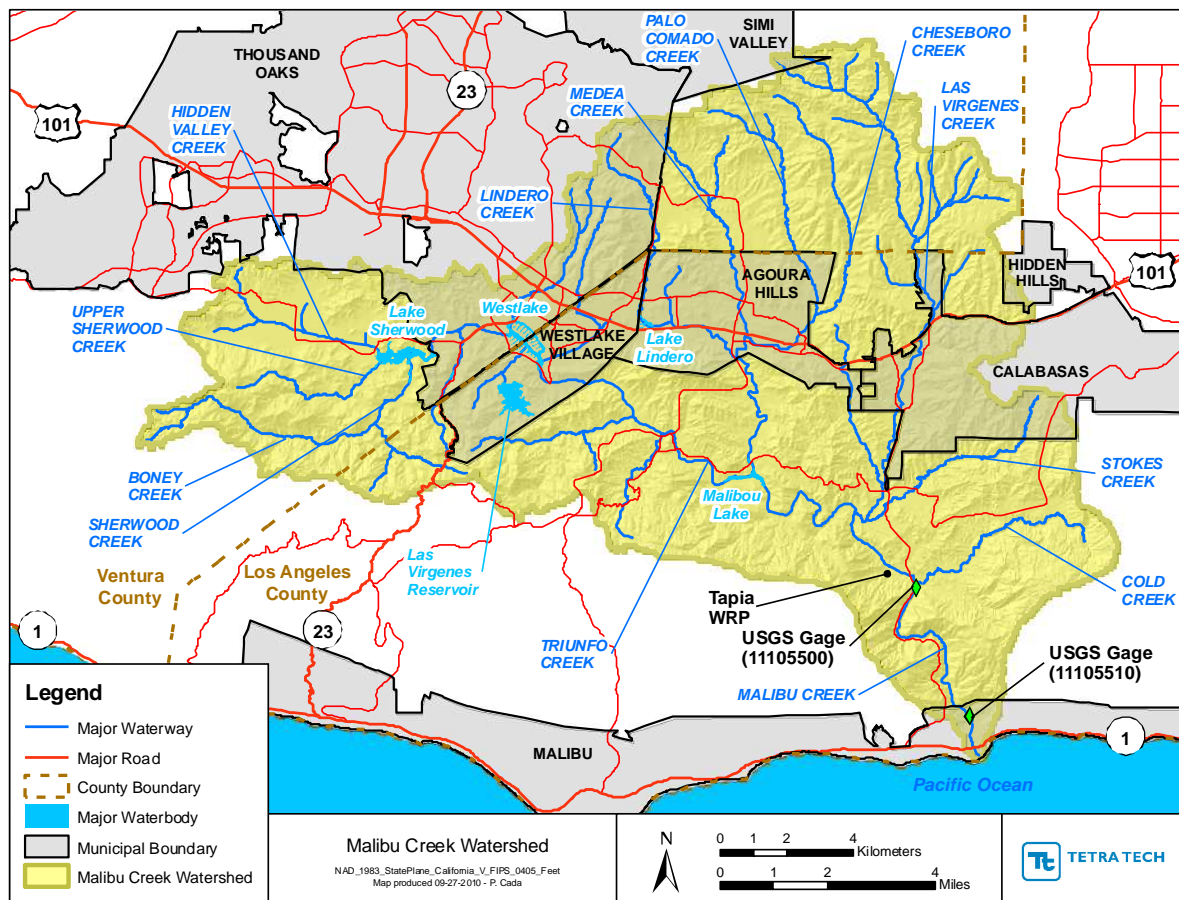 THOUSAND
OAKS
SIMI
VALLEY
PALO
COMADO
CREEK
CHESEBORO
CREEK
23
101
HIDDEN
VALLEY
CREEK
MEDEA
CREEK
LAS
VIRGENES
CREEK
LINDERO
CREEK
AGOURA
HILLS
HIDDEN
HILLS
101
UPPER
SHERWOOD
CREEK
Lake
Sherwood
Westlake
WESTLAKE
VILLAGE
Lake
Lindero
CALABASAS
BONEY
CREEK
SHERWOOD
CREEK
Malibou
Lake
STOKES
CREEK
Las
Virgenes
Reservoir
Ventura
County
Los Angeles
County
Tapia
WRP
COLD
CREEK
USGS Gage
(11105500)
1
23
TRIUNFO
CREEK
USGS Gage
(11105510)
MALIBU CREEK
MALIBU
1
Pacific Ocean
Legend
Major Waterway
Major Road
County Boundary
Major Waterbody
Municipal Boundary
Malibu Creek Watershed
Malibu Creek Watershed
NAD_1983_StatePlane_California_V_FIPS_0405_Feet
Map produced 09-27-2010 - P. Cada
N
0 1 2 4
Kilometers
0 1 2 4
Miles
Tt TETRA TECH